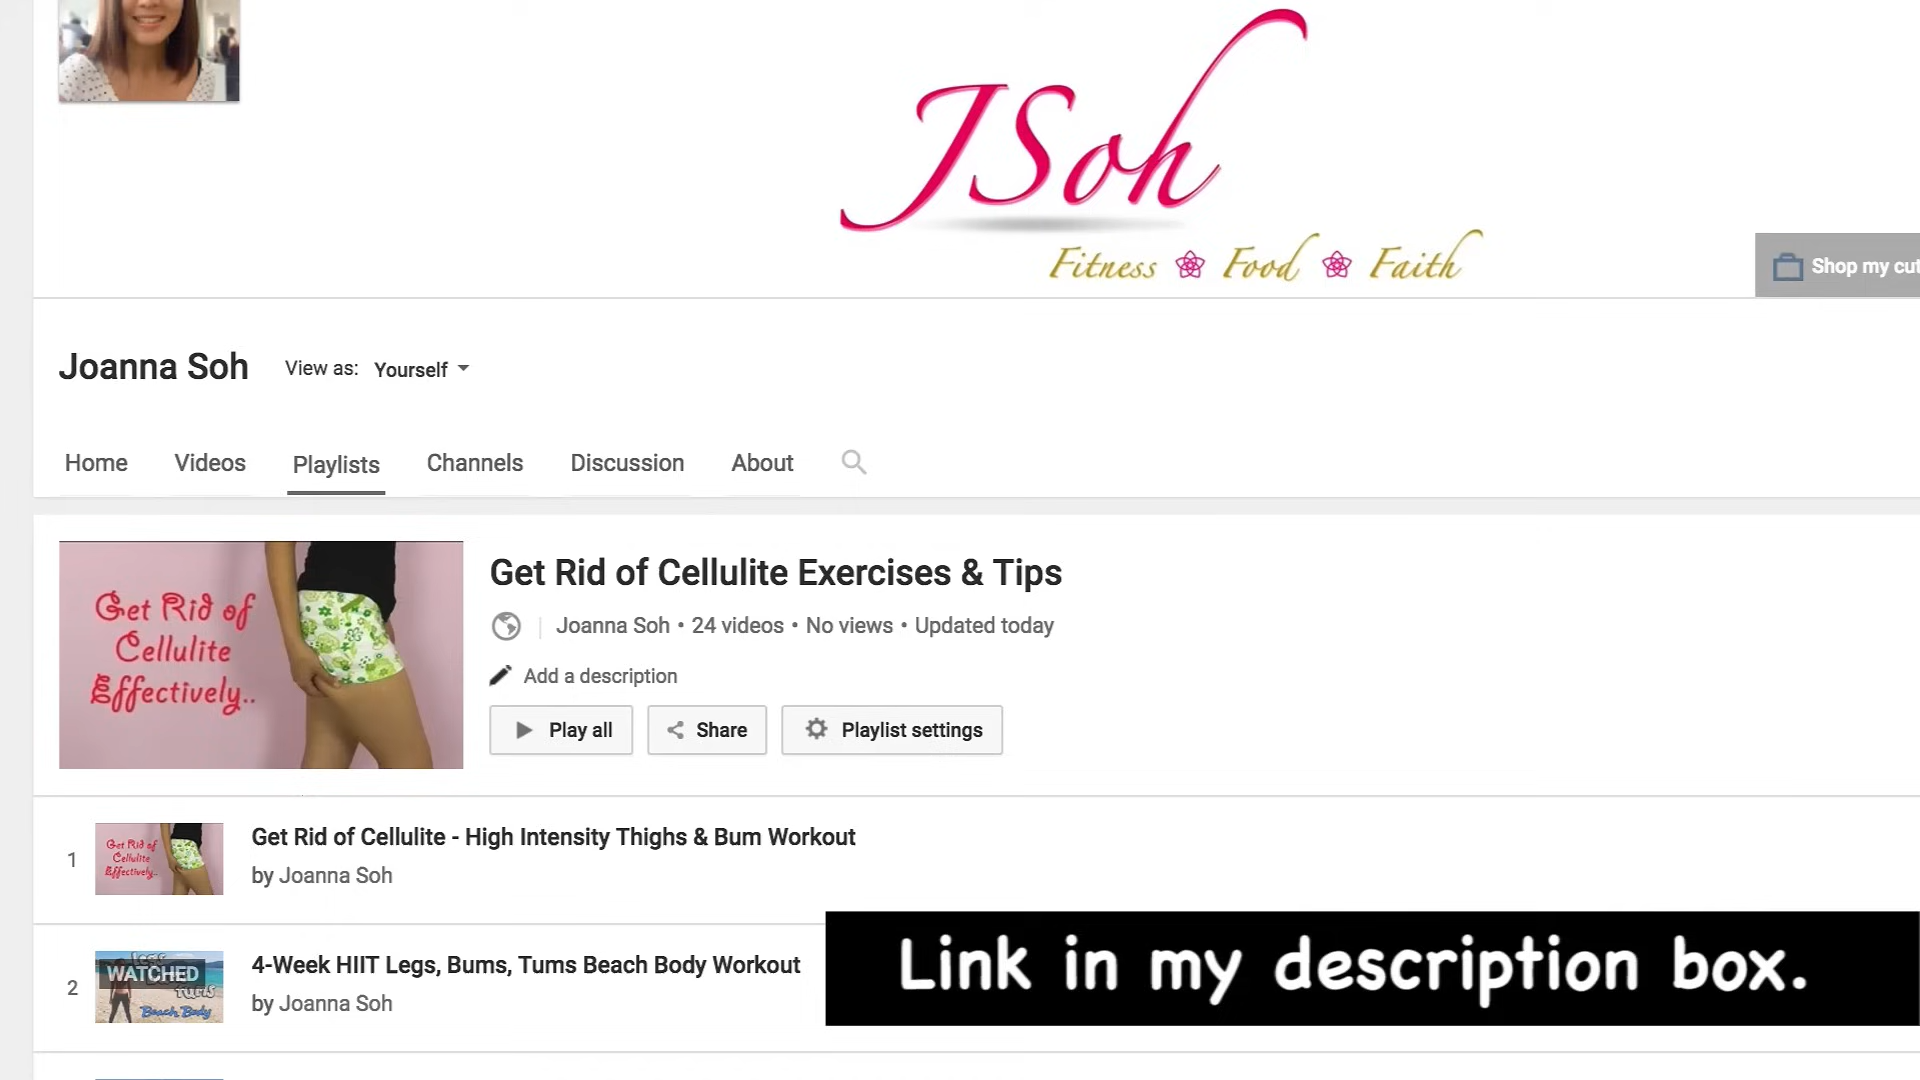 JSoh
Fitness Food Faith
Shop my cut
Joanna Soh
View as: Yourself
Home Videos Playlists Channels Discussion About
Get Rid of
Cellulite
Effectively..
Get Rid of Cellulite Exercises & Tips
Joanna Soh • 24 videos • No views • Updated today
Add a description
Play all
Share
Playlist settings
1
Get Rid of
Cellulite
Effectively..
Get Rid of Cellulite - High Intensity Thighs & Bum Workout
by Joanna Soh
2
WATCHED
Beach Body
4-Week HIIT Legs, Bums, Tums Beach Body Workout
by Joanna Soh
Link in my description box.